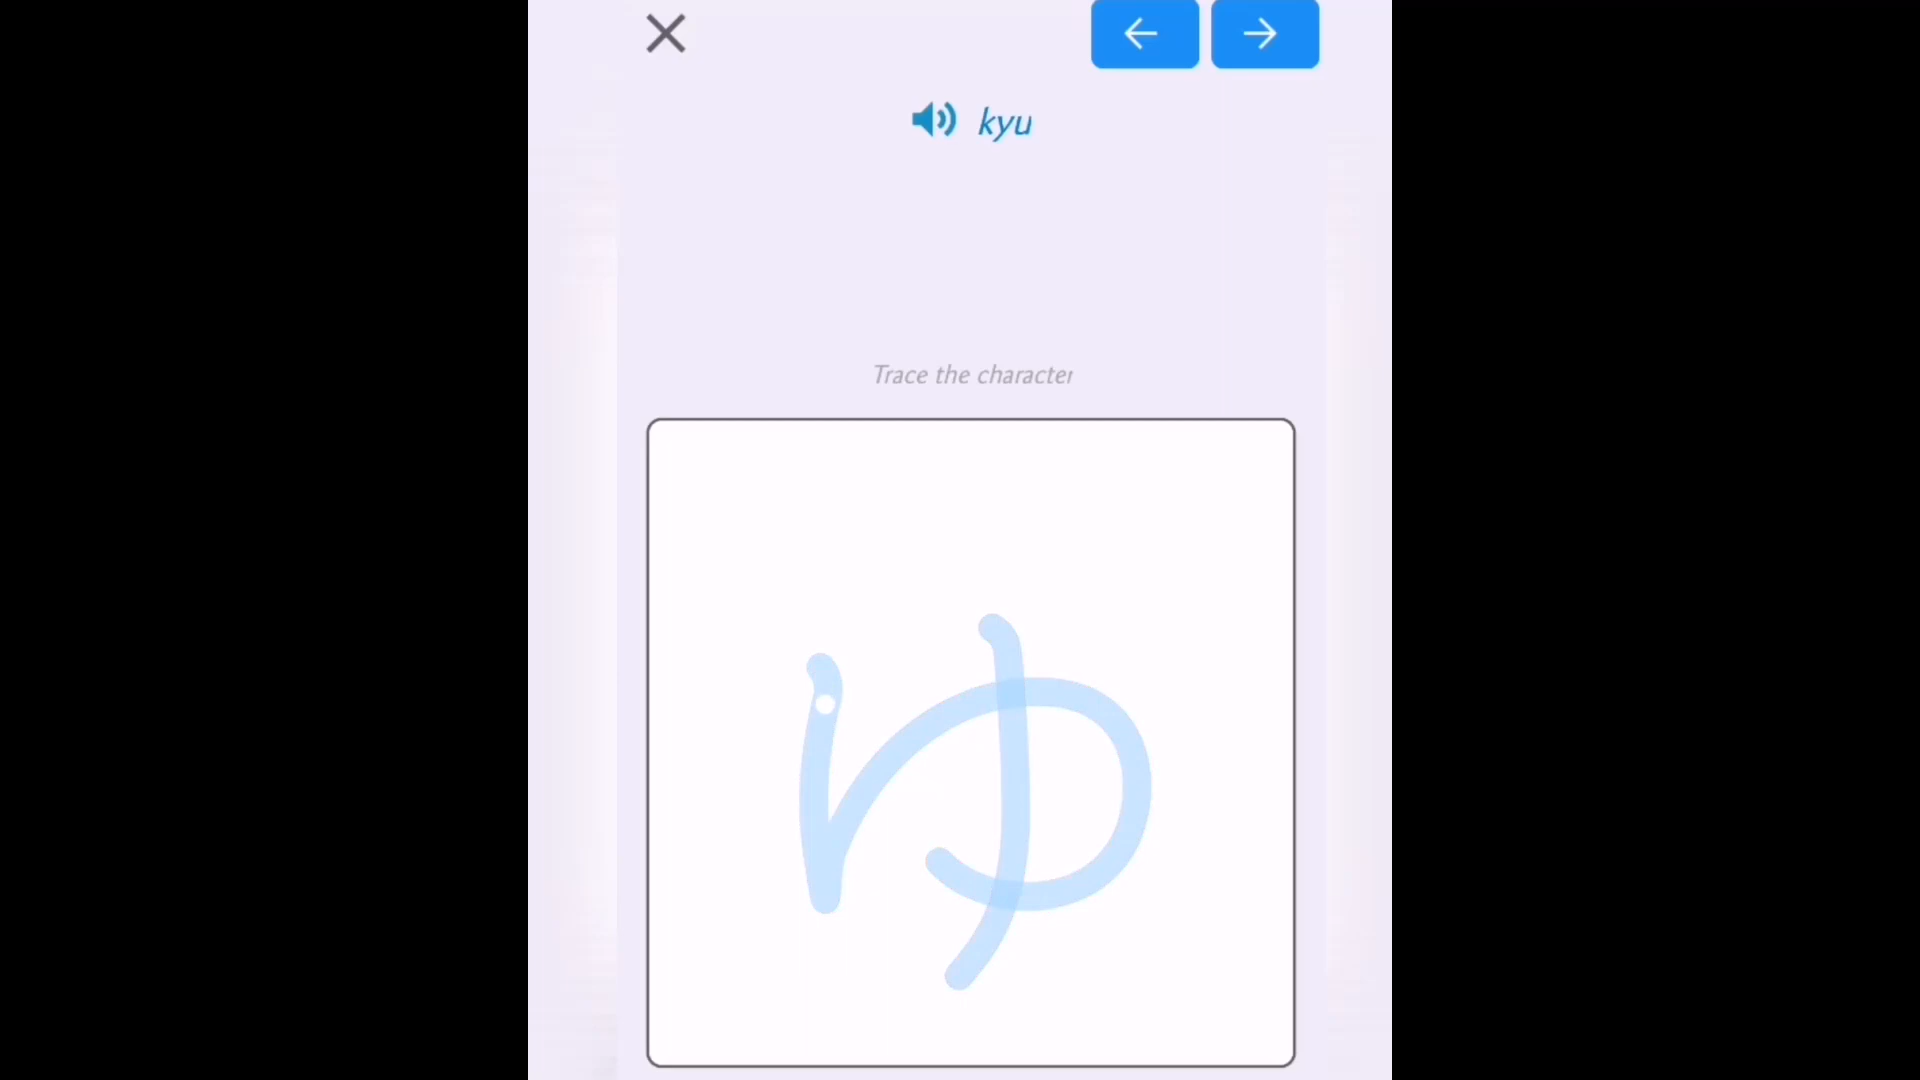 kyu
Trace the character
ゆ